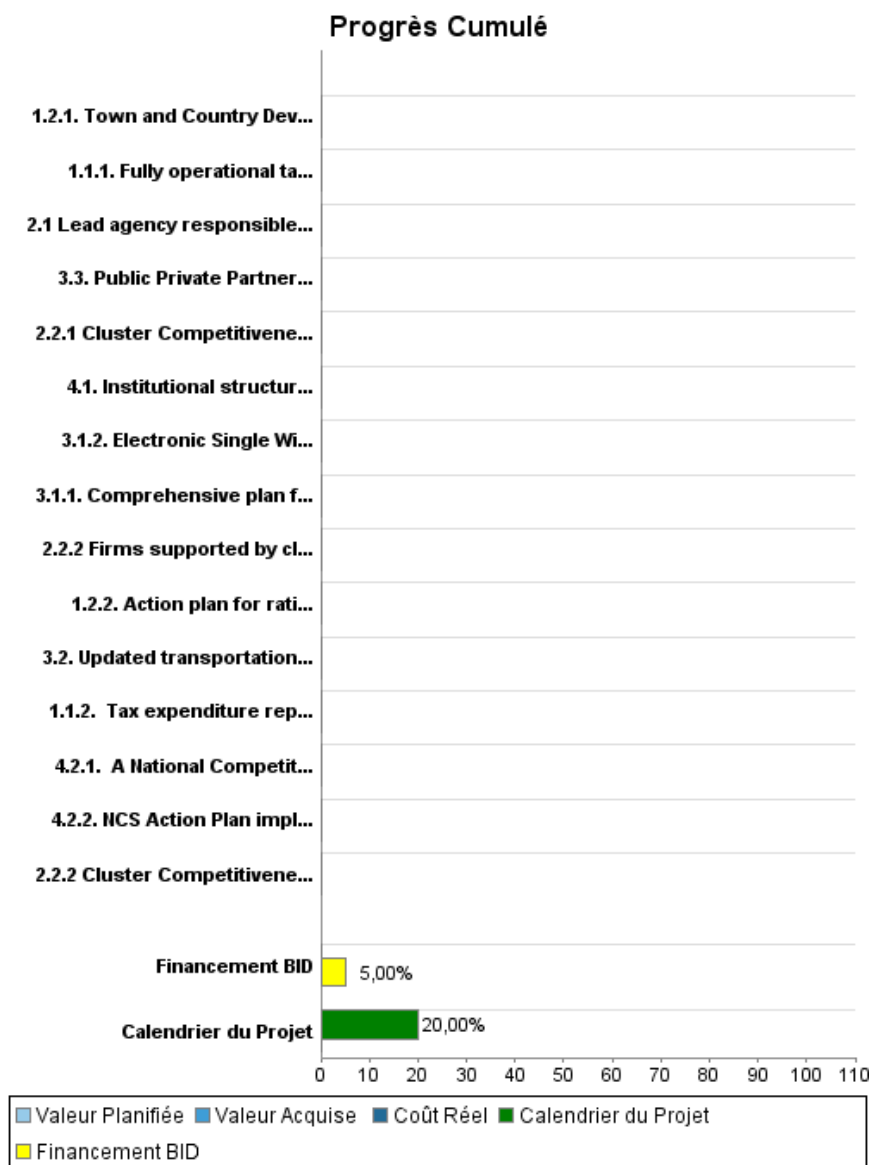 Progrès Cumulé
1.2.1. Town and Country Dev...
1.1.1. Fully operational ta...
2.1 Lead agency responsible...
3.3. Public Private Partner...
2.2.1 Cluster Competitivene...
4.1. Institutional structur...
3.1.2. Electronic Single Wi...
3.1.1. Comprehensive plan f...
2.2.2 Firms supported by cl...
1.2.2. Action plan for rati...
3.2. Updated transportation...
1.1.2. Tax expenditure rep...
4.2.1. A National Competit...
4.2.2. NCS Action Plan impl...
2.2.2 Cluster Competitivene...
Financement BID 5,00%
Calendrier du Projet 20,00%
0 10 20 30 40 50 60 70 80 90 100 110
Valeur Planifiée Valeur Acquise Coût Réel Calendrier du Projet
Financement BID